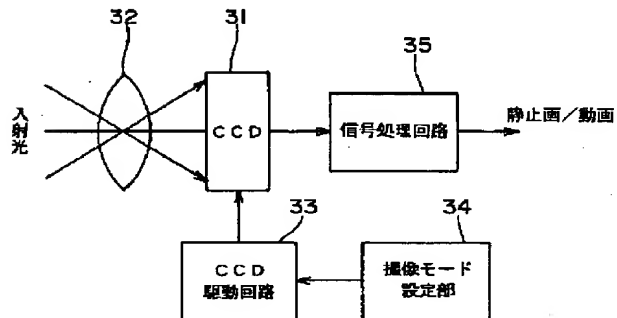 32
31
35
入射光
CCD
信号処理回路
静止画／動画
33
34
CCD
駆動回路
撮像モード
設定部